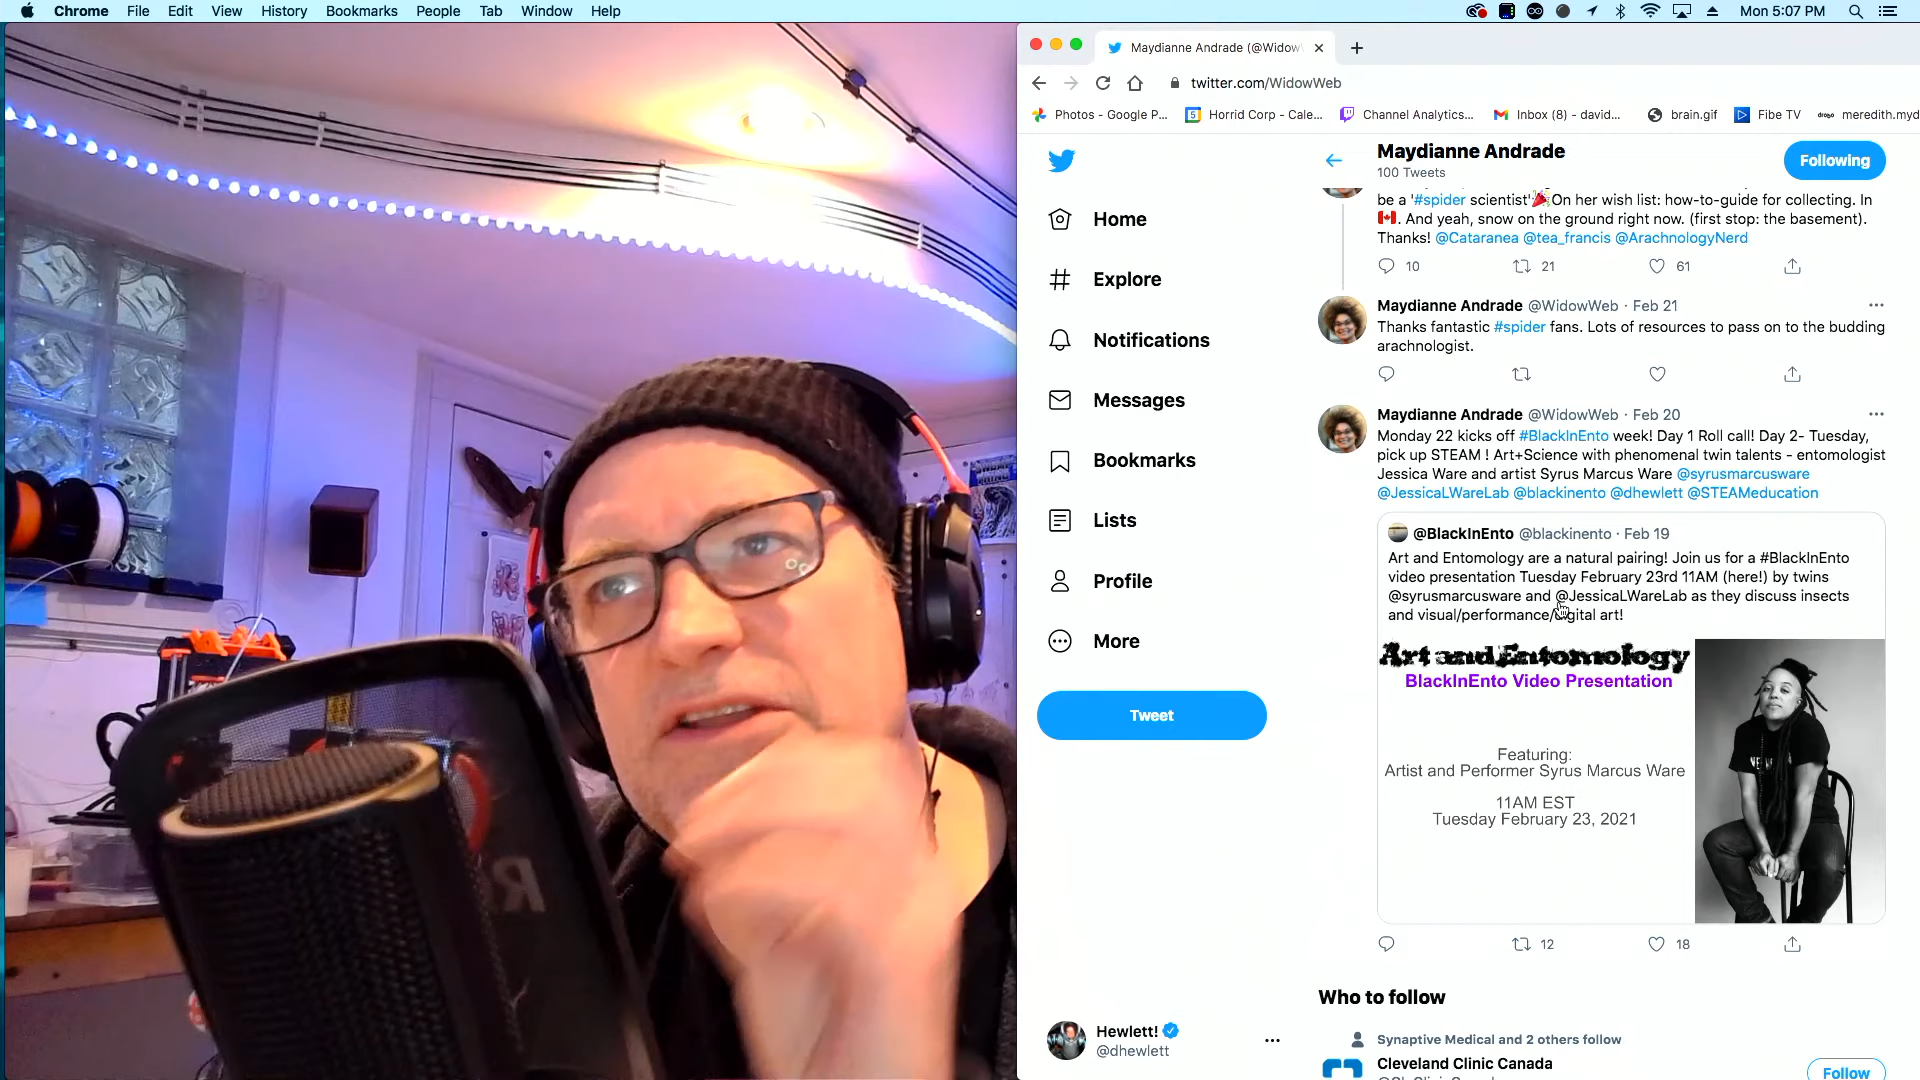 Chrome File Edit View History Bookmarks People Tab Window Help
Mon 5:07 PM
Maydianne Andrade (@Widow
twitter.com/WidowWeb
Photos - Google P...
Horrid Corp - Cale...
Channel Analytics...
Inbox (8) - david...
brain.gif
Fibe TV
meredith.myd
Home
Explore
Notifications
Messages
Bookmarks
Lists
Profile
More
Tweet
Hewlett!
@dhewlett
Maydianne Andrade
100 Tweets
Following
be a '#spider scientist'🎉On her wish list: how-to-guide for collecting. In
🇨🇦. And yeah, snow on the ground right now. (first stop: the basement).
Thanks! @Cataranea @tea_francis @ArachnologyNerd
10 21 61
Maydianne Andrade @WidowWeb · Feb 21
Thanks fantastic #spider fans. Lots of resources to pass on to the budding
arachnologist.
Maydianne Andrade @WidowWeb · Feb 20
Monday 22 kicks off #BlackInEnto week! Day 1 Roll call! Day 2- Tuesday,
pick up STEAM ! Art+Science with phenomenal twin talents - entomologist
Jessica Ware and artist Syrus Marcus Ware @syrusmarcusware
@JessicaLWareLab @blackinento @dhewlett @STEAMeducation
@BlackInEnto @blackinento · Feb 19
Art and Entomology are a natural pairing! Join us for a #BlackInEnto
video presentation Tuesday February 23rd 11AM (here!) by twins
@syrusmarcusware and @JessicaLWareLab as they discuss insects
and visual/performance/digital art!
Art and Entomology
BlackInEnto Video Presentation
Featuring:
Artist and Performer Syrus Marcus Ware
11AM EST
Tuesday February 23, 2021
12 18
Who to follow
Synaptive Medical and 2 others follow
Cleveland Clinic Canada
Follow